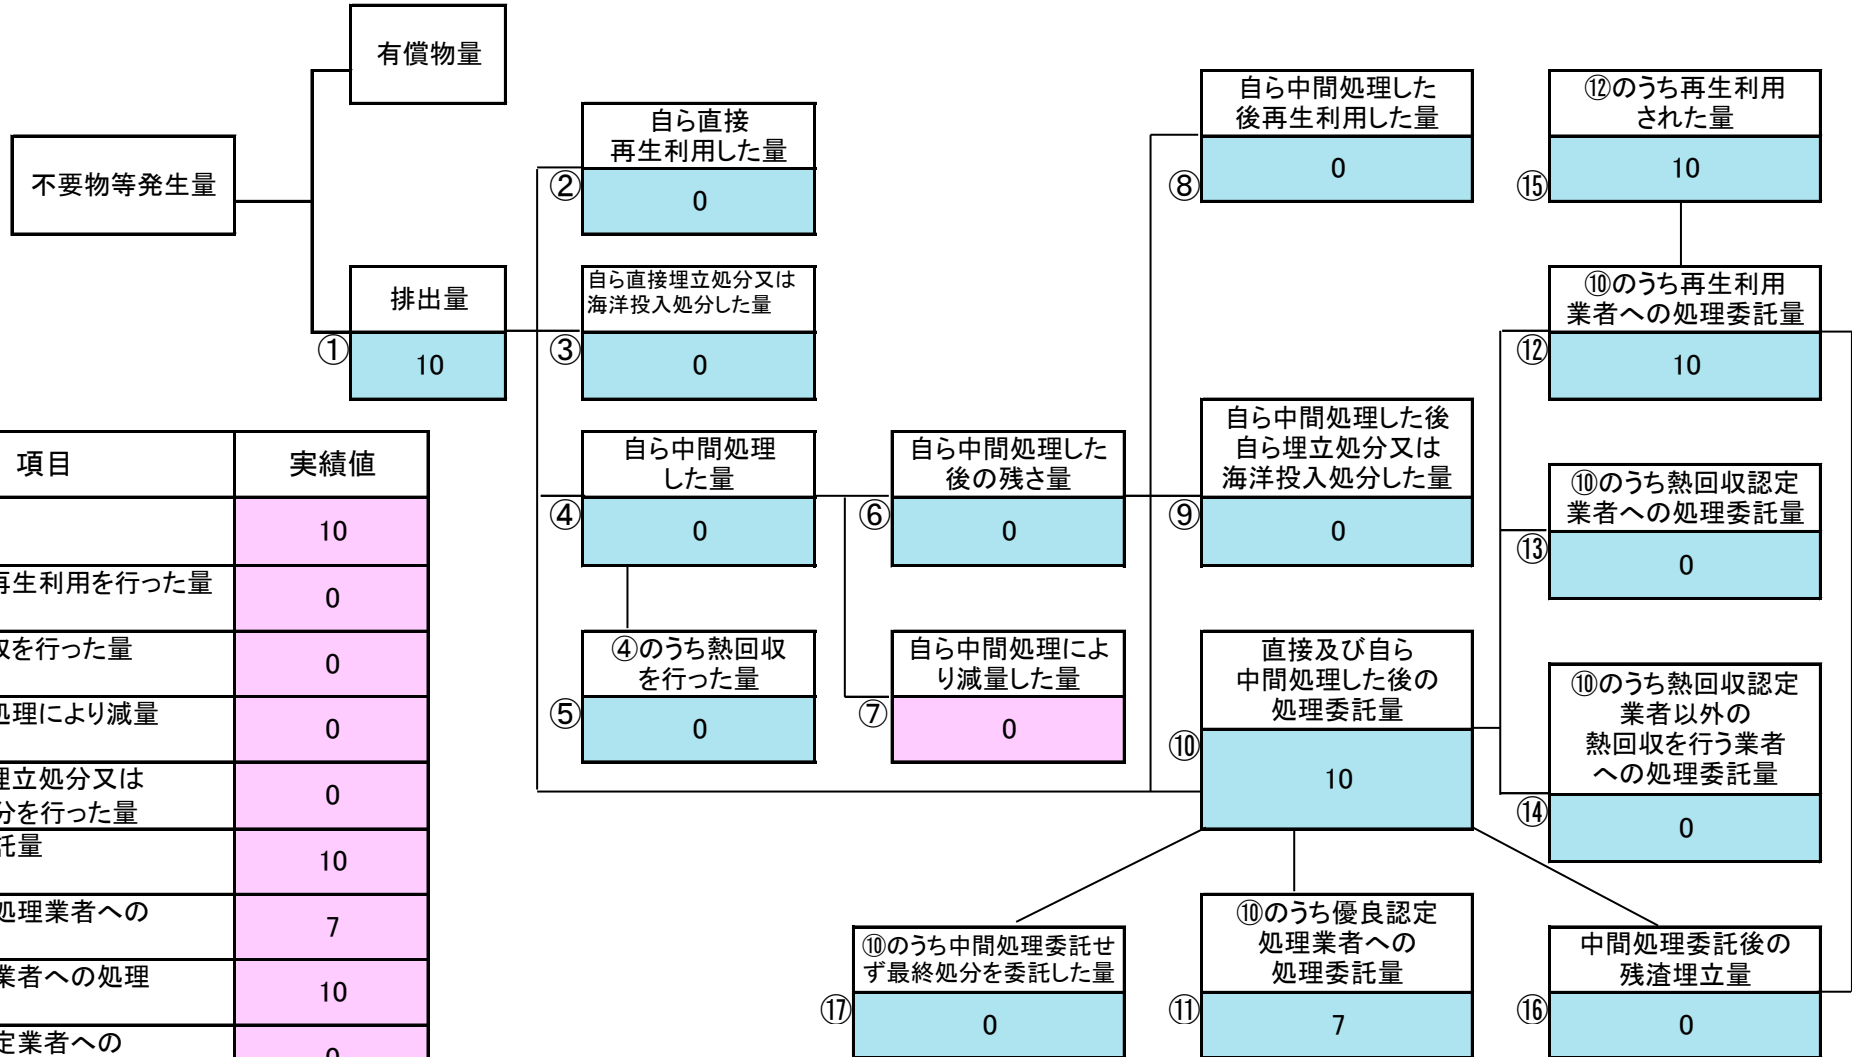 有償物量
不要物等発生量
排出量
①
10
自ら直接
再生利用した量
②
0
自ら直接埋立処分又は
海洋投入処分した量
③
0
自ら中間処理
した量
④
0
④のうち熱回収
を行った量
⑤
0
自ら中間処理した
後の残さ量
⑥
0
自ら中間処理によ
り減量した量
⑦
0
自ら中間処理した
後再生利用した量
⑧
0
自ら中間処理した後
自ら埋立処分又は
海洋投入処分した量
⑨
0
直接及び自ら
中間処理した後の
処理委託量
⑩
10
⑫のうち再生利用
された量
⑮
10
⑩のうち再生利用
業者への処理委託量
⑫
10
⑩のうち熱回収認定
業者への処理委託量
⑬
0
⑩のうち熱回収認定
業者以外の
熱回収を行う業者
への処理委託量
⑭
0
⑩のうち中間処理委託せ
ず最終処分を委託した量
⑰
0
⑩のうち優良認定
処理業者への
処理委託量
⑪
7
中間処理委託後の
残渣埋立量
⑯
0
項目 実績値
10
再生利用を行った量 0
を行った量 0
処理により減量 0
埋立処分又は
分を行った量 0
託量 10
処理業者への 7
業者への処理 10
定業者への 0